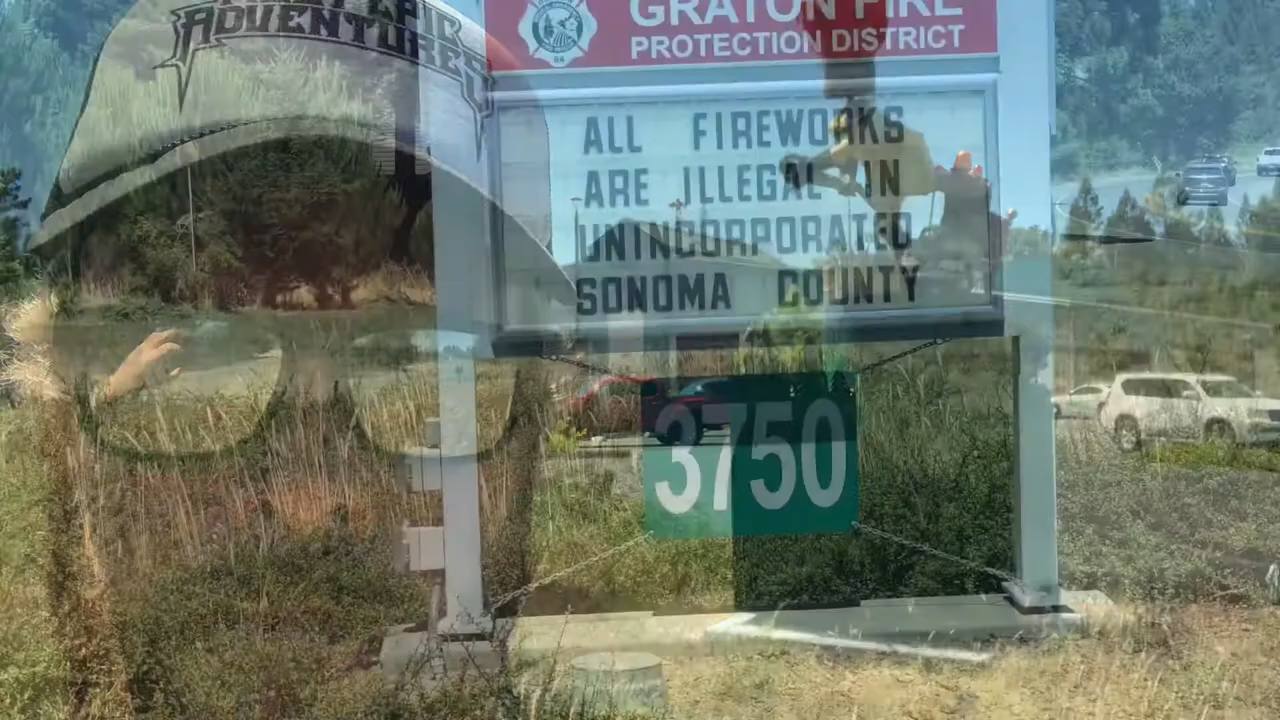 ADVENTURES
GRATON FIRE
PROTECTION DISTRICT
ALL FIREWORKS
ARE ILLEGAL IN
UNINCORPORATED
SONOMA COUNTY
3750